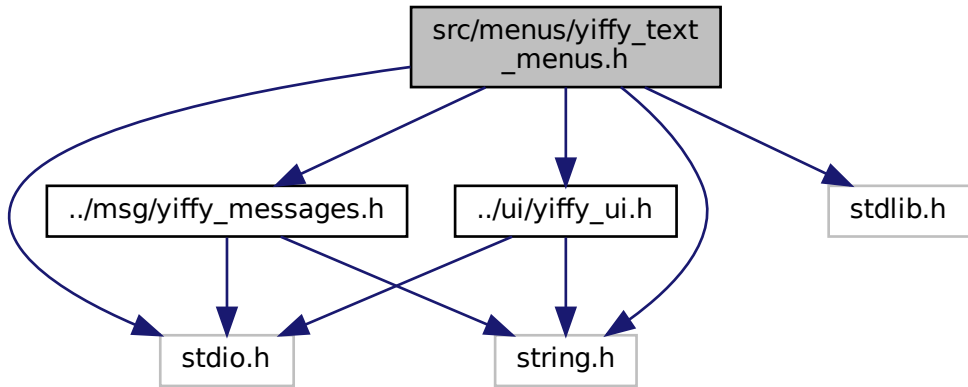 src/menus/yiffy_text
_menus.h
../msg/yiffy_messages.h
../ui/yiffy_ui.h
stdlib.h
stdio.h
string.h